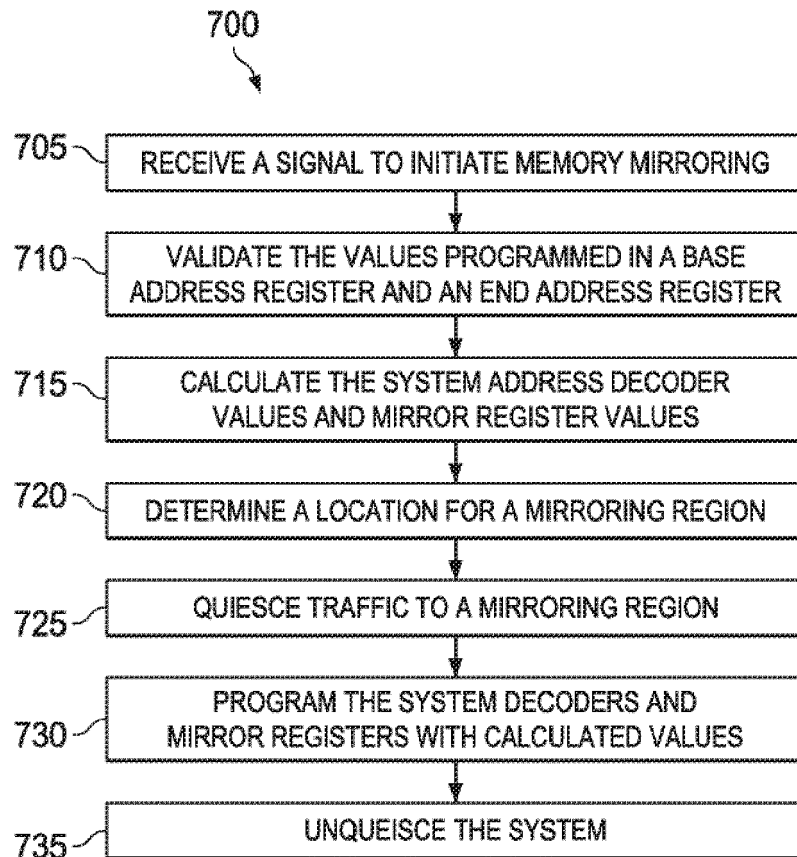 700
705
RECEIVE A SIGNAL TO INITIATE MEMORY MIRRORING
710
VALIDATE THE VALUES PROGRAMMED IN A BASE
ADDRESS REGISTER AND AN END ADDRESS REGISTER
715
CALCULATE THE SYSTEM ADDRESS DECODER
VALUES AND MIRROR REGISTER VALUES
720
DETERMINE A LOCATION FOR A MIRRORING REGION
725
QUIESCE TRAFFIC TO A MIRRORING REGION
730
PROGRAM THE SYSTEM DECODERS AND
MIRROR REGISTERS WITH CALCULATED VALUES
735
UNQUEISCE THE SYSTEM